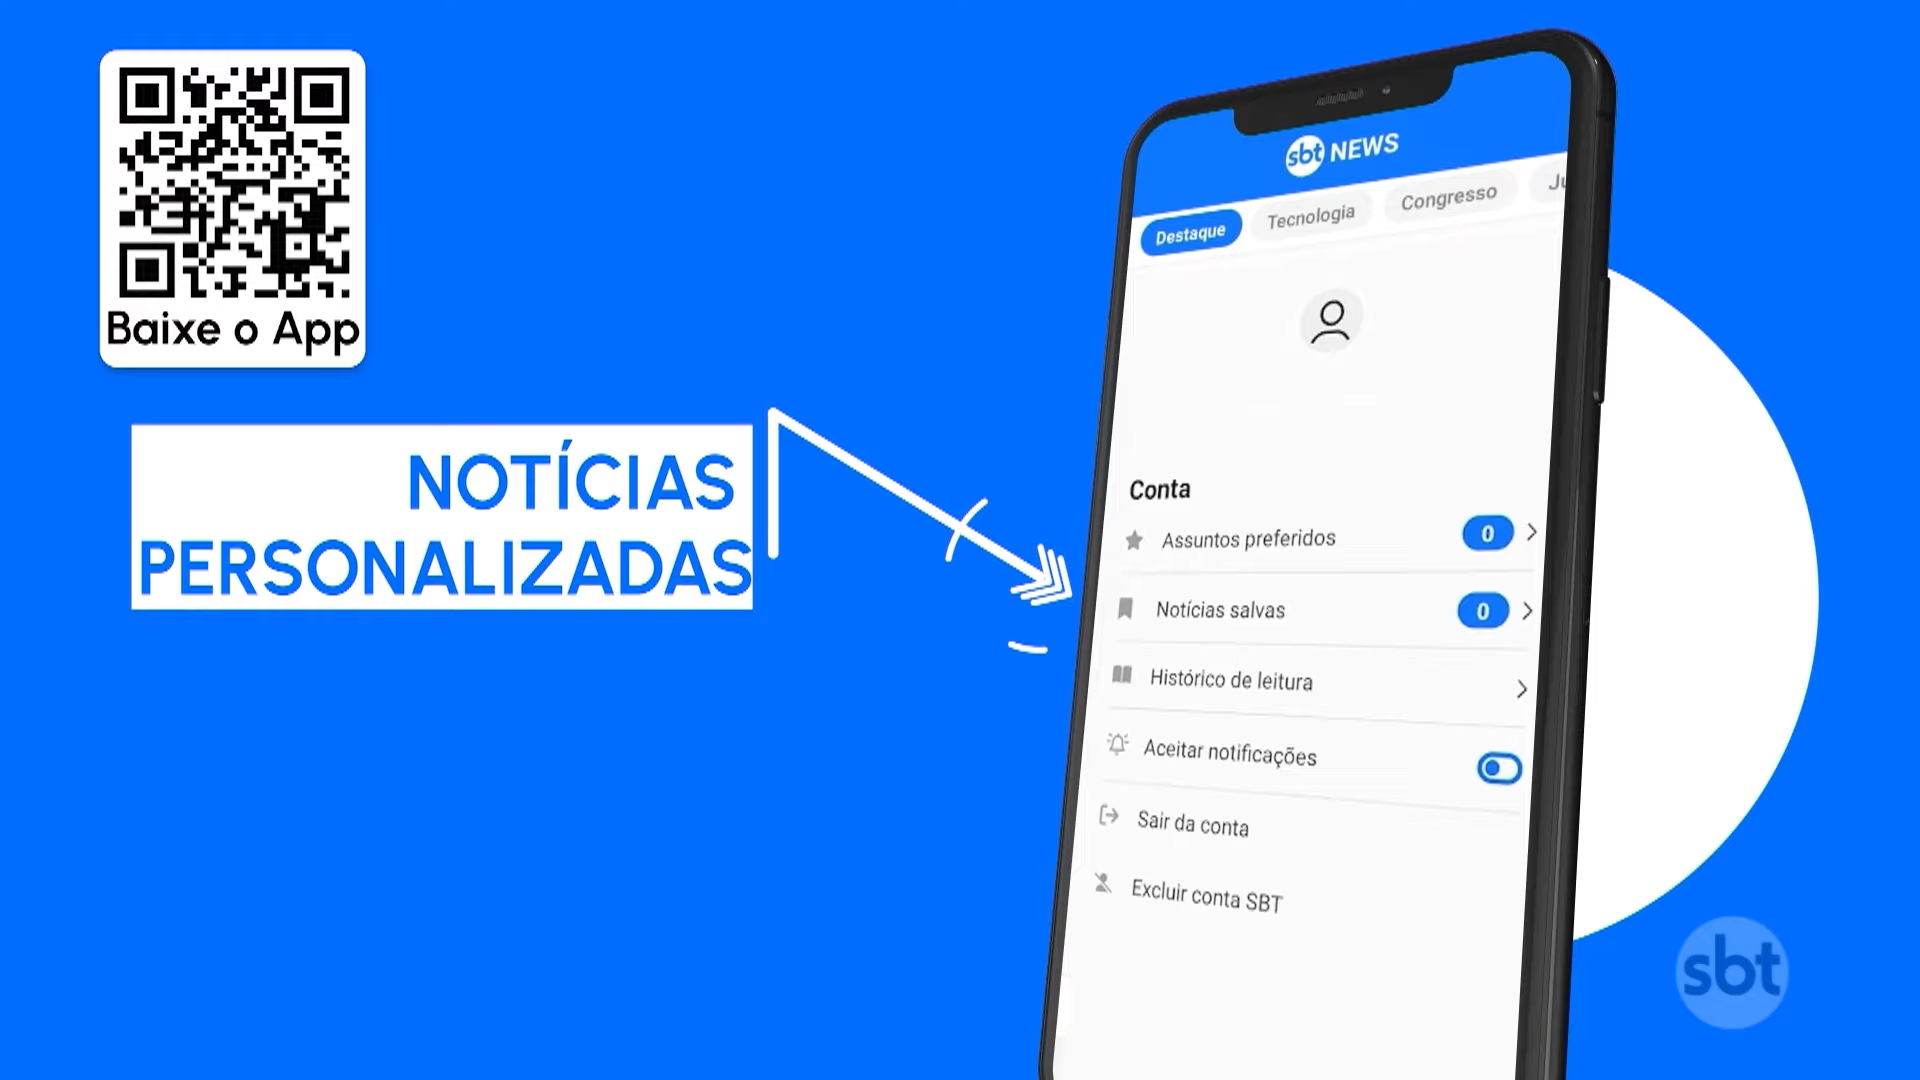 Baixe o App
NOTÍCIAS
PERSONALIZADAS
sbt NEWS
Destaque
Tecnologia
Congresso
Ju
Conta
Assuntos preferidos
0
Notícias salvas
0
Histórico de leitura
Aceitar notificações
Sair da conta
Excluir conta SBT
sbt